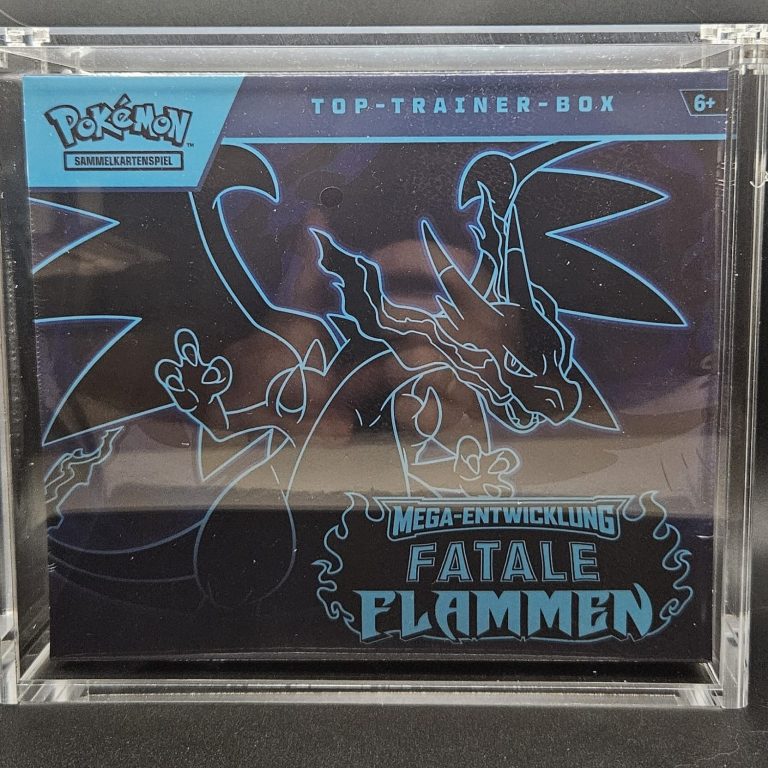 POKéMON
SAMMELKARTENSPIEL
TOP-TRAINER-BOX
6+
MEGA-ENTWICKLUNG
FATALE
FLAMMEN